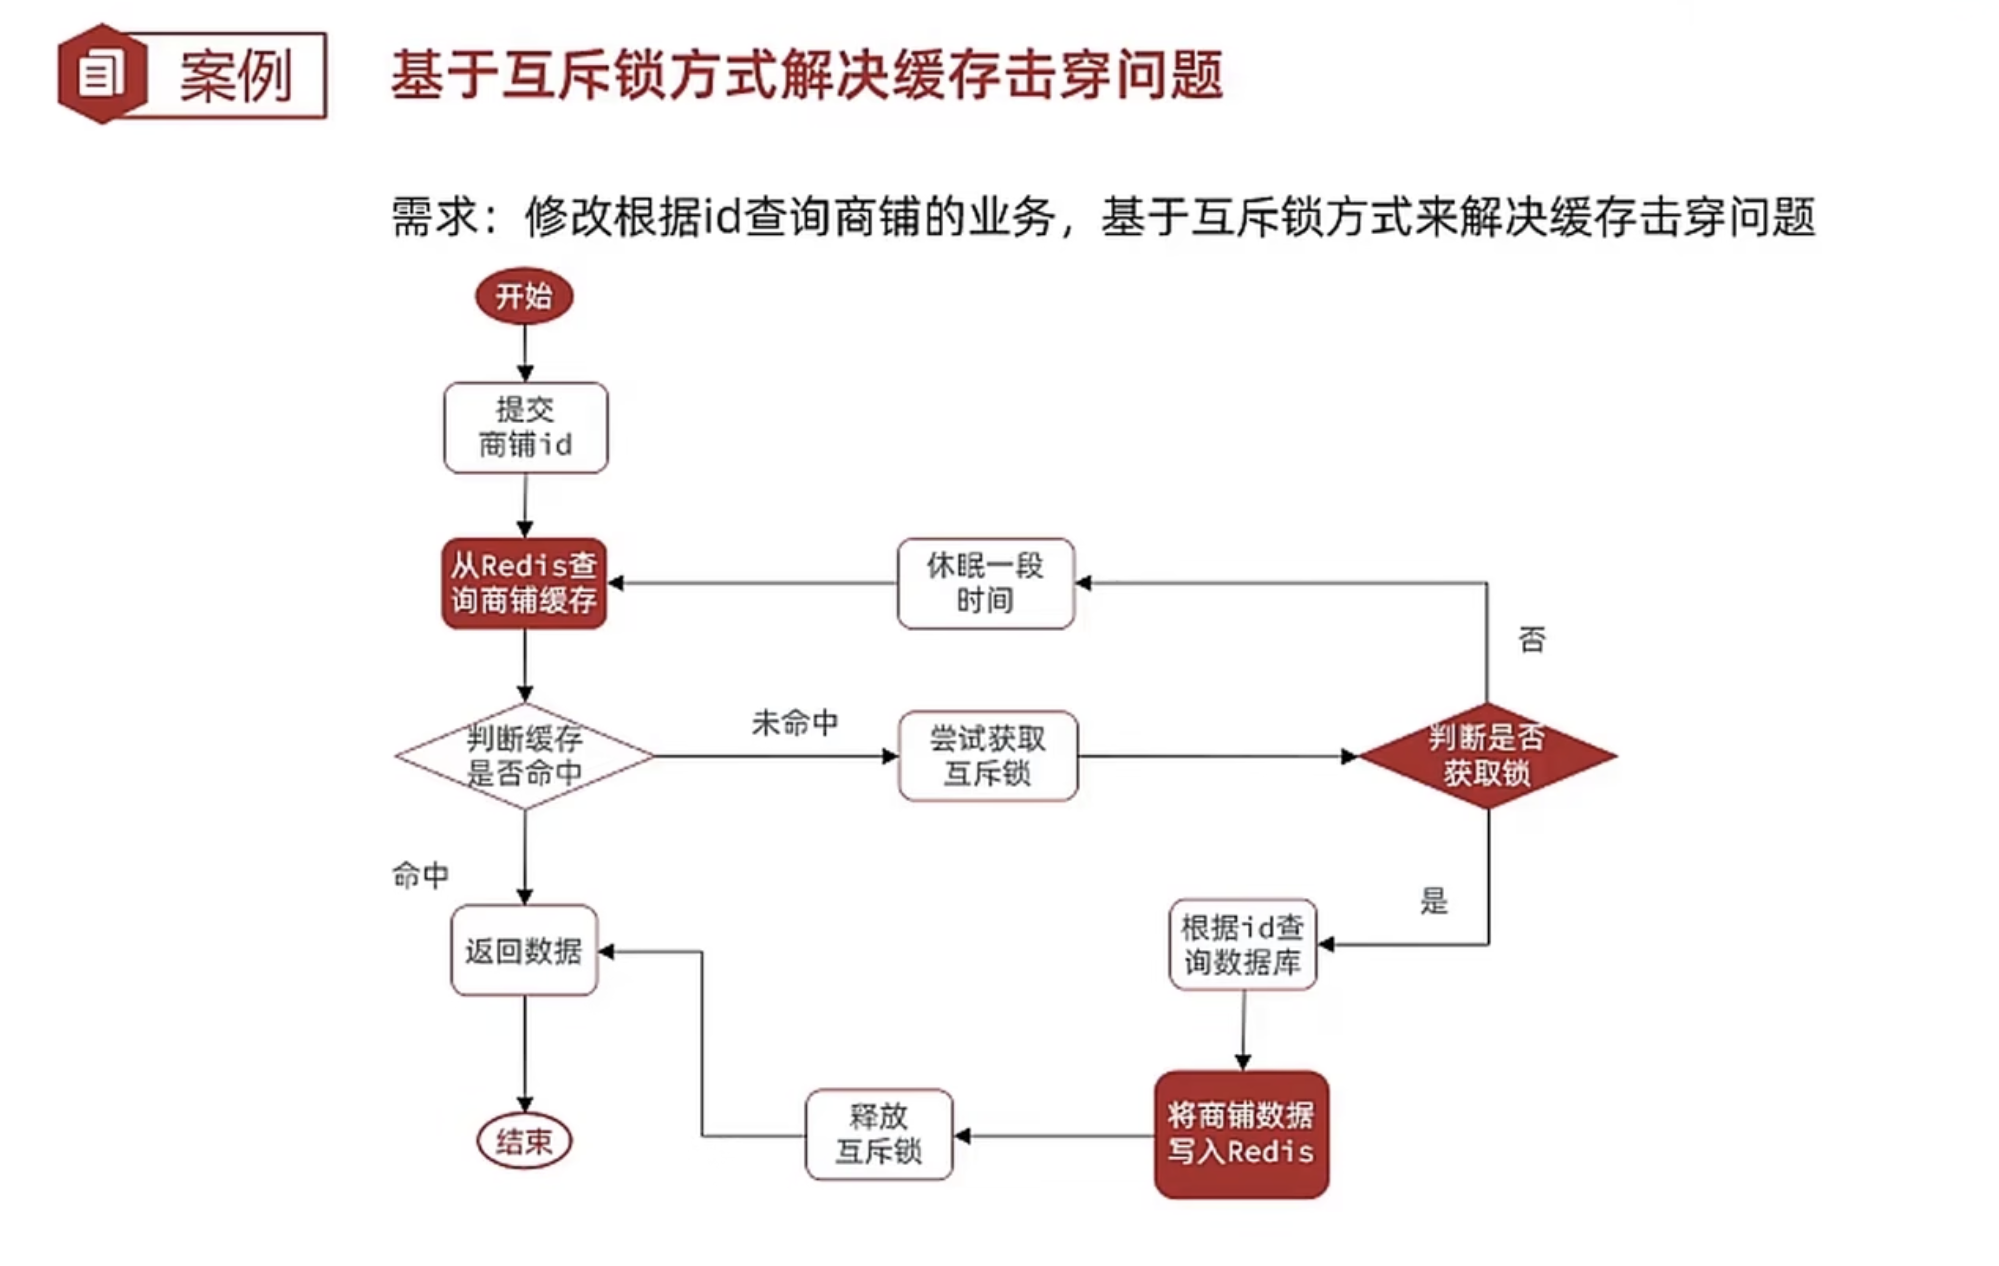 案例
基于互斥锁方式解决缓存击穿问题
需求：修改根据id查询商铺的业务，基于互斥锁方式来解决缓存击穿问题
开始
提交
商铺id
从Redis查
询商铺缓存
休眠一段
时间
否
判断缓存
是否命中
未命中
尝试获取
互斥锁
判断是否
获取锁
命中
是
返回数据
根据id查
询数据库
结束
释放
互斥锁
将商铺数据
写入Redis